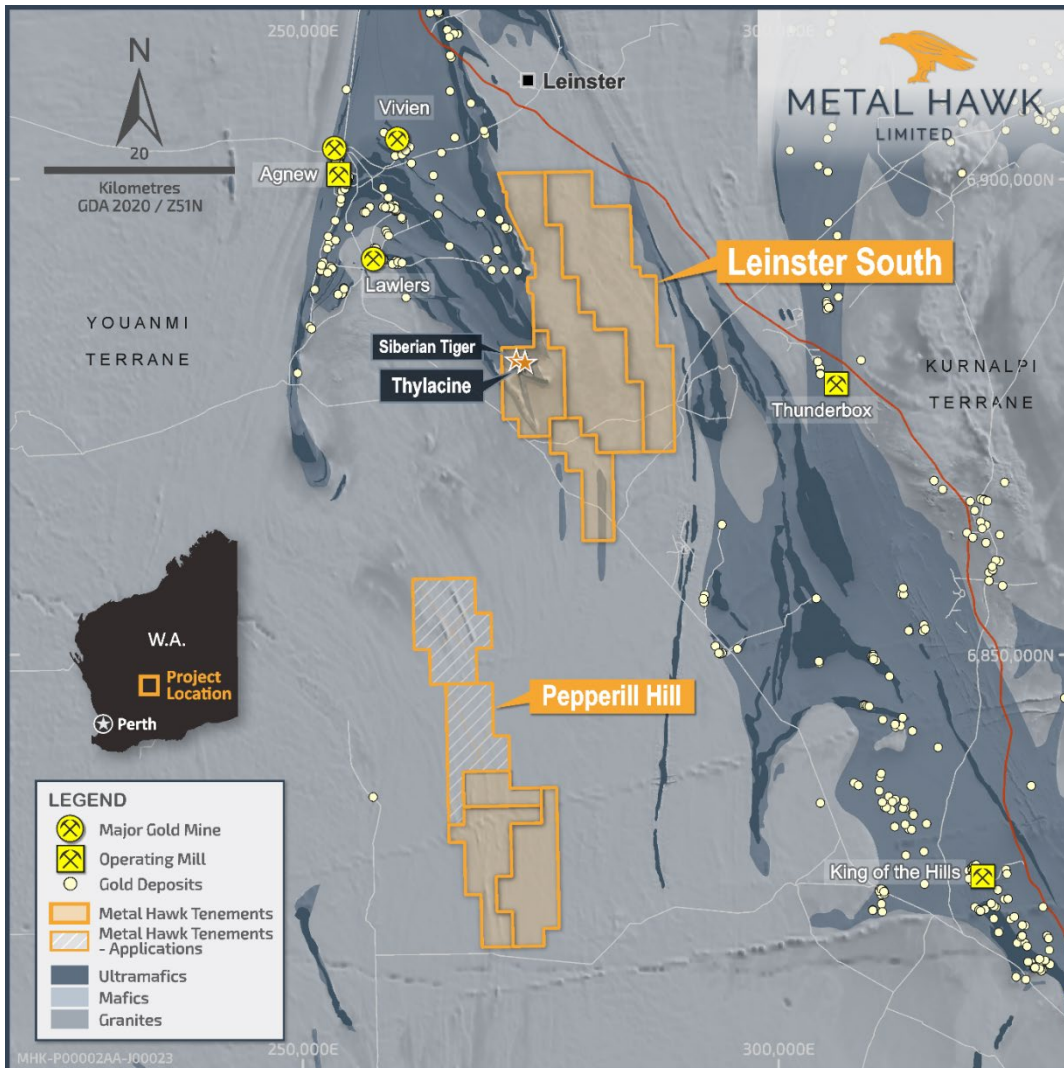 250,000E
300,000E
N
20
Kilometres
GDA 2020 / Z51N
Leinster
METAL HAWK
LIMITED
Vivien
Agnew
6,900,000N
Lawlers
Leinster South
YOUANMI
TERRANE
Siberian Tiger
Thylacine
KURNALPI
TERRANE
Thunderbox
W.A.
Project
Location
Perth
6,850,000N
Pepperill Hill
King of the Hills
LEGEND
Major Gold Mine
Operating Mill
Gold Deposits
Metal Hawk Tenements
Metal Hawk Tenements
- Applications
Ultramafics
Mafics
Granites
MHK-P00002AA-J00023
250,000E
300,000E